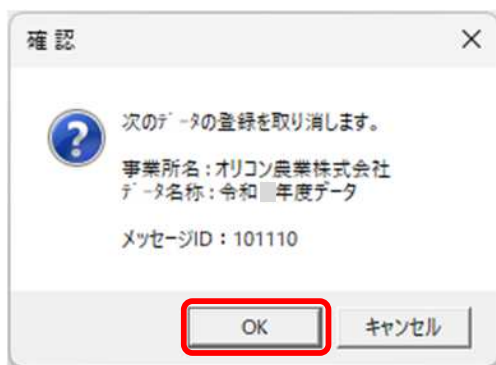 確認
次のﾃﾞｰﾀの登録を取り消します。
事業所名：オリコン農業株式会社
ﾃﾞｰﾀ名称：令和 年度データ
メッセージID：101110
OK
キャンセル